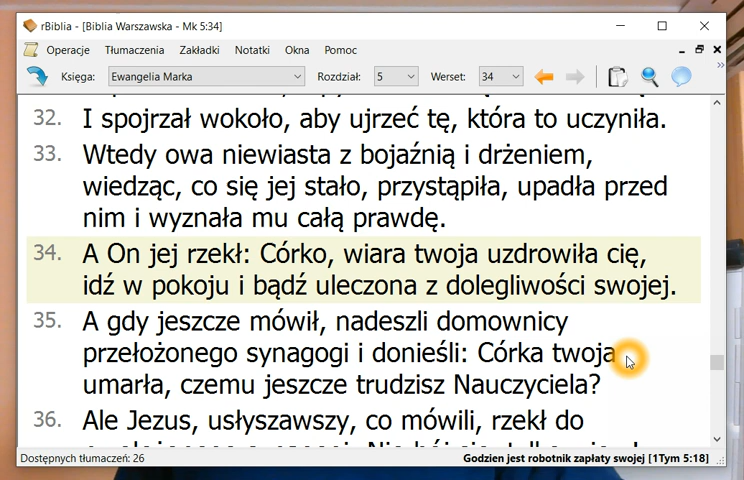 rBiblia - [Biblia Warszawska - Mk 5:34]
Operacje Tłumaczenia Zakładki Notatki Okna Pomoc
Księga: Ewangelia Marka Rozdział: 5 Werset: 34
32. I spojrzał wokoło, aby ujrzeć tę, która to uczyniła.
33. Wtedy owa niewiasta z bojaźnią i drżeniem,
wiedząc, co się jej stało, przystąpiła, upadła przed
nim i wyznała mu całą prawdę.
34. A On jej rzekł: Córko, wiara twoja uzdrowiła cię,
idź w pokoju i bądź uleczona z dolegliwości swojej.
35. A gdy jeszcze mówił, nadeszli domownicy
przełożonego synagogi i donieśli: Córka twoja
umarła, czemu jeszcze trudzisz Nauczyciela?
36. Ale Jezus, usłyszawszy, co mówili, rzekł do
Dostępnych tłumaczeń: 26 Godzien jest robotnik zapłaty swojej [1Tym 5:18]